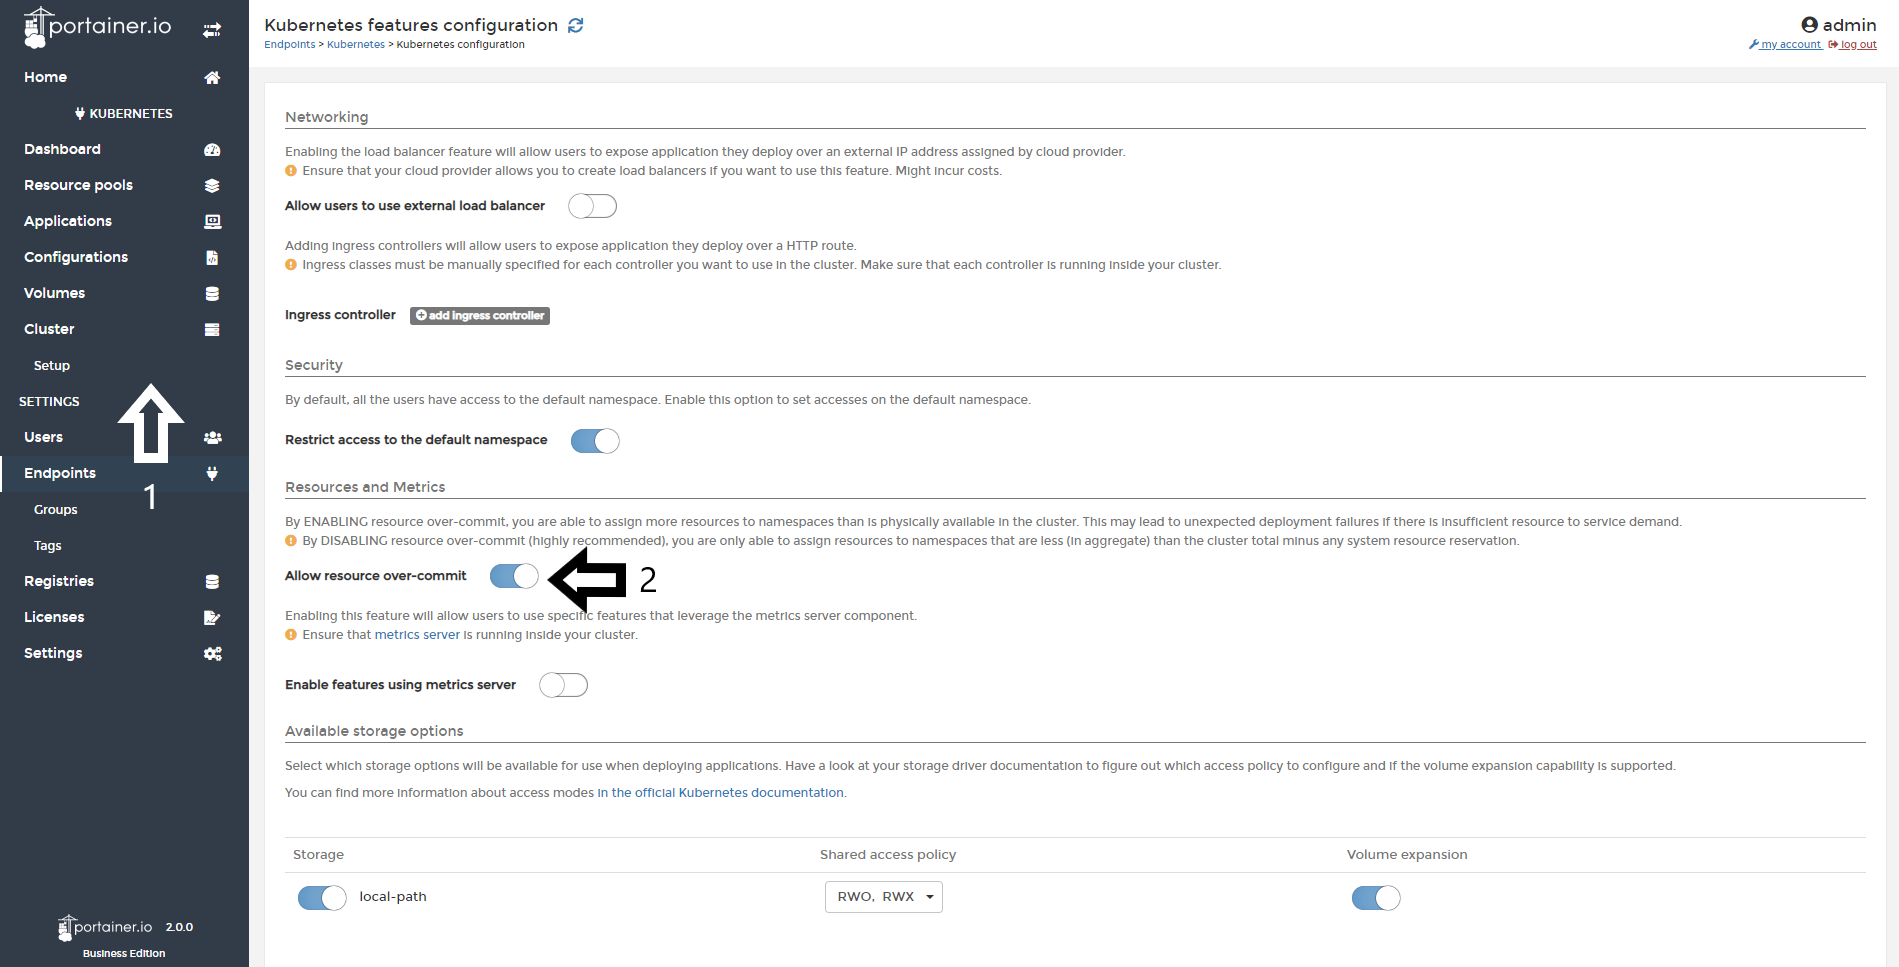 portainer.io
Home
KUBERNETES
Dashboard
Resource pools
Applications
Configurations
Volumes
Cluster
Setup
SETTINGS
Users
Endpoints
1
Groups
Tags
Registries
Licenses
Settings
portainer.io 2.0.0
Business Edition
Kubernetes features configuration
Endpoints > Kubernetes > Kubernetes configuration
admin
my account log out
Networking
Enabling the load balancer feature will allow users to expose application they deploy over an external IP address assigned by cloud provider.
Ensure that your cloud provider allows you to create load balancers if you want to use this feature. Might incur costs.
Allow users to use external load balancer
Adding ingress controllers will allow users to expose application they deploy over a HTTP route.
Ingress classes must be manually specified for each controller you want to use in the cluster. Make sure that each controller is running inside your cluster.
Ingress controller add ingress controller
Security
By default, all the users have access to the default namespace. Enable this option to set accesses on the default namespace.
Restrict access to the default namespace
Resources and Metrics
By ENABLING resource over-commit, you are able to assign more resources to namespaces than is physically available in the cluster. This may lead to unexpected deployment failures if there is insufficient resource to service demand.
By DISABLING resource over-commit (highly recommended), you are only able to assign resources to namespaces that are less (in aggregate) than the cluster total minus any system resource reservation.
Allow resource over-commit 2
Enabling this feature will allow users to use specific features that leverage the metrics server component.
Ensure that metrics server is running inside your cluster.
Enable features using metrics server
Available storage options
Select which storage options will be available for use when deploying applications. Have a look at your storage driver documentation to figure out which access policy to configure and if the volume expansion capability is supported.
You can find more information about access modes in the official Kubernetes documentation.
Storage Shared access policy Volume expansion
local-path RWO, RWX